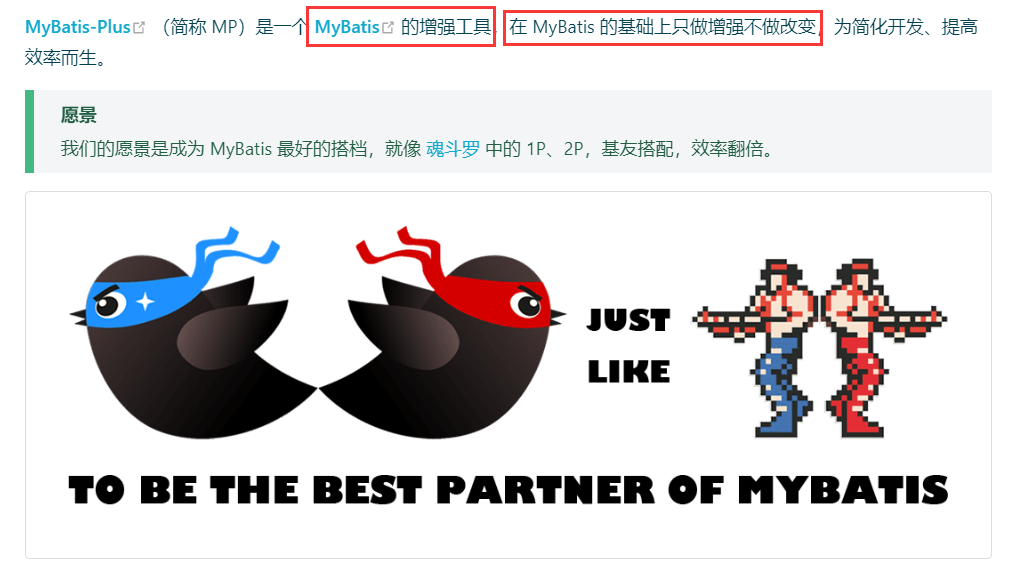 MyBatis-Plus （简称 MP）是一个 MyBatis 的增强工具，在 MyBatis 的基础上只做增强不做改变，为简化开发、提高
效率而生。
愿景
我们的愿景是成为 MyBatis 最好的搭档，就像 魂斗罗 中的 1P、2P，基友搭配，效率翻倍。
JUST
LIKE
TO BE THE BEST PARTNER OF MYBATIS